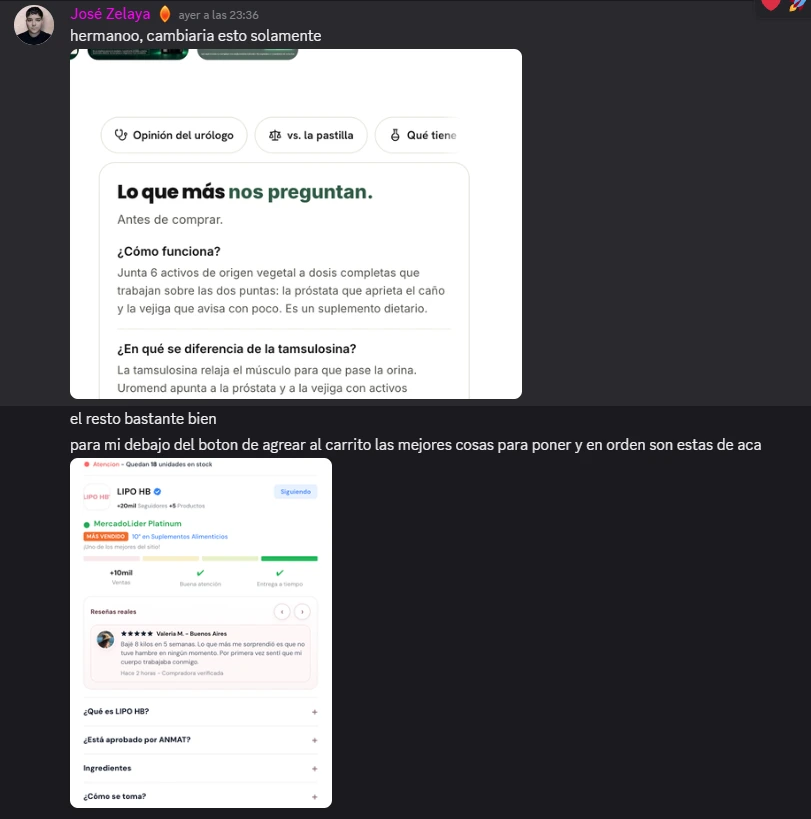 José Zelaya ayer a las 23:36
hermanoo, cambiaria esto solamente
Opinión del urólogo
vs. la pastilla
Qué tiene
Lo que más nos preguntan.
Antes de comprar.
¿Cómo funciona?
Junta 6 activos de origen vegetal a dosis completas que
trabajan sobre las dos puntas: la próstata que aprieta el caño
y la vejiga que avisa con poco. Es un suplemento dietario.
¿En qué se diferencia de la tamsulosina?
La tamsulosina relaja el músculo para que pase la orina.
Uromend apunta a la próstata y a la vejiga con activos
el resto bastante bien
para mi debajo del boton de agrear al carrito las mejores cosas para poner y en orden son estas de aca
Atencion - Quedan 18 unidades en stock
LIPO HB'
LIPO HB
Siguiendo
+20mil Seguidores +5 Productos
MercadoLider Platinum
MÁS VENDIDO 10° en Suplementos Alimenticios
¡Uno de los mejores del sitio!
+10mil
Ventas
Buena atención
Entrega a tiempo
Reseñas reales
★★★★★ Valeria M. - Buenos Aires
Bajé 8 kilos en 5 semanas. Lo que más me sorprendió es que no
tuve hambre en ningún momento. Por primera vez sentí que mi
cuerpo trabajaba conmigo.
Hace 2 horas - Compradora verificada
¿Qué es LIPO HB? +
¿Está aprobado por ANMAT? +
Ingredientes +
¿Cómo se toma? +